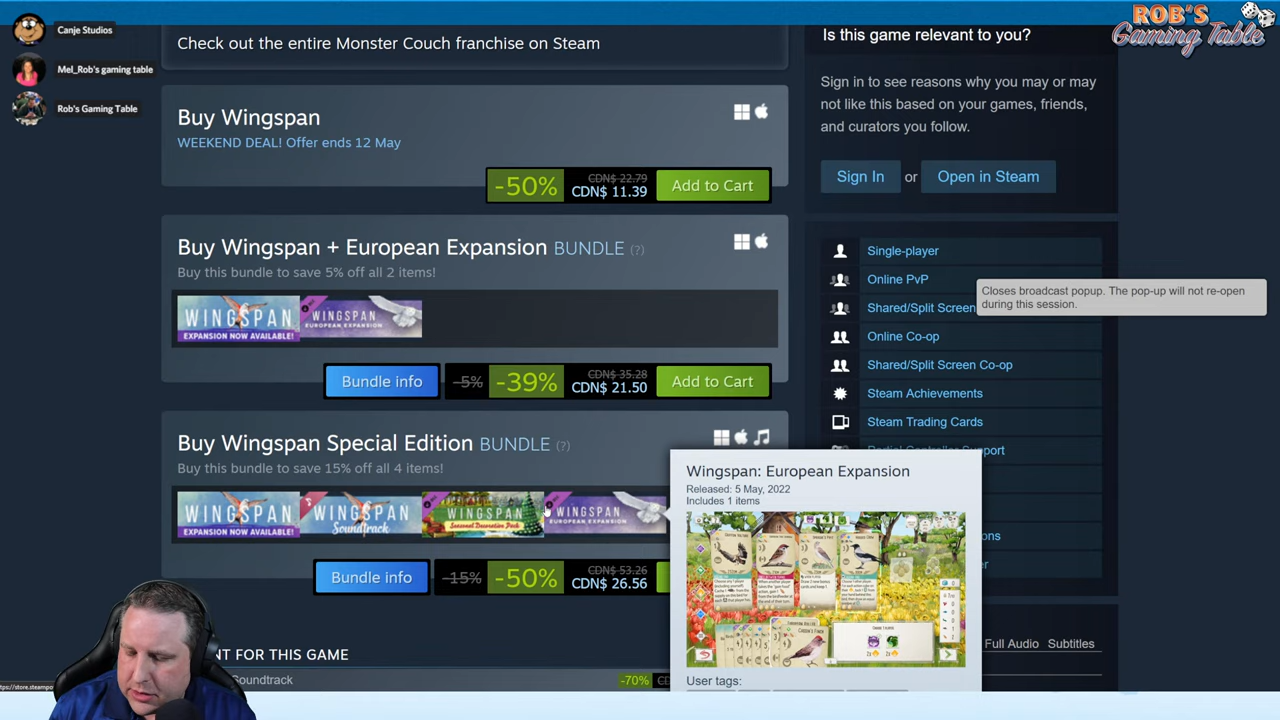 Canje Studios
Mel_Rob's gaming table
Rob's Gaming Table
ROB'S
Gaming Table
Check out the entire Monster Couch franchise on Steam
Buy Wingspan
WEEKEND DEAL! Offer ends 12 May
-50%
CDN$ 22.79
CDN$ 11.39
Add to Cart
Buy Wingspan + European Expansion BUNDLE (?)
Buy this bundle to save 5% off all 2 items!
WINGSPAN
EXPANSION NOW AVAILABLE!
WINGSPAN
EUROPEAN EXPANSION
Bundle info
-5%
-39%
CDN$ 35.28
CDN$ 21.50
Add to Cart
Buy Wingspan Special Edition BUNDLE (?)
Buy this bundle to save 15% off all 4 items!
WINGSPAN
EXPANSION NOW AVAILABLE!
WINGSPAN
Soundtrack
WINGSPAN
Seasonal Decorative Pack
WINGSPAN
EUROPEAN EXPANSION
Bundle info
-15%
-50%
CDN$ 53.26
CDN$ 26.56
NT FOR THIS GAME
Soundtrack
-70%
Is this game relevant to you?
Sign in to see reasons why you may or may
not like this based on your games, friends,
and curators you follow.
Sign In
or
Open in Steam
Single-player
Online PvP
Shared/Split Screen
Online Co-op
Shared/Split Screen Co-op
Steam Achievements
Steam Trading Cards
Closes broadcast popup. The pop-up will not re-open
during this session.
Wingspan: European Expansion
Released: 5 May, 2022
Includes 1 items
User tags:
Full Audio
Subtitles